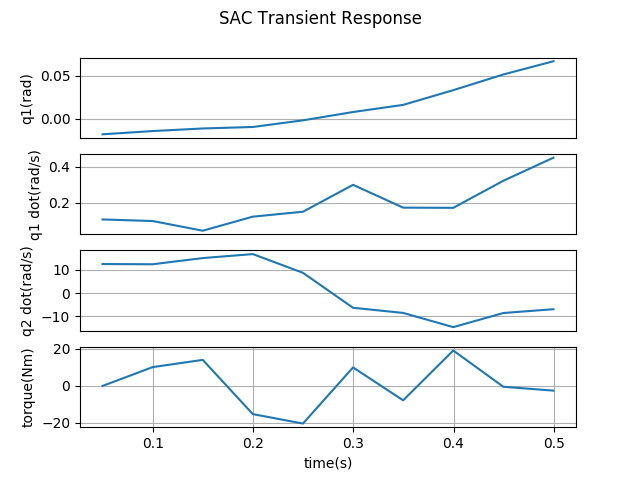 SAC Transient Response
q1(rad)
0.05
0.00
q1 dot(rad/s)
0.4
0.2
q2 dot(rad/s)
10
0
−10
torque(Nm)
20
0
−20
0.1 0.2 0.3 0.4 0.5
time(s)